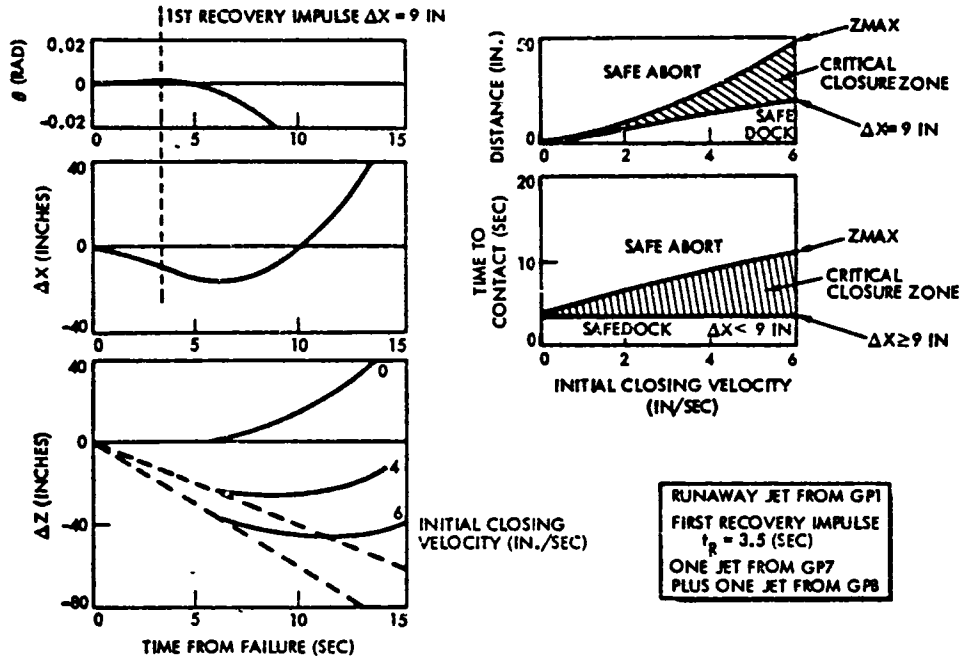 1ST RECOVERY IMPULSE ΔX = 9 IN
θ (RAD)
0.02
0
-0.02
0 5 10 15
ΔX (INCHES)
40
0
-40
0 5 10 15
ΔZ (INCHES)
40
0
-40
-80
0
4
6
INITIAL CLOSING
VELOCITY (IN./SEC)
0 5 10 15
TIME FROM FAILURE (SEC)
DISTANCE (IN.)
0
SAFE ABORT
SAFE
DOCK
ZMAX
CRITICAL
CLOSURE ZONE
ΔX= 9 IN
0 2 4 6
TIME TO
CONTACT (SEC)
20
10
0
SAFE ABORT
SAFEDOCK ΔX< 9 IN
ZMAX
CRITICAL
CLOSURE ZONE
ΔX≥9 IN
0 2 4 6
INITIAL CLOSING VELOCITY
(IN/SEC)
RUNAWAY JET FROM GP1
FIRST RECOVERY IMPULSE
tR = 3.5 (SEC)
ONE JET FROM GP7
PLUS ONE JET FROM GP8